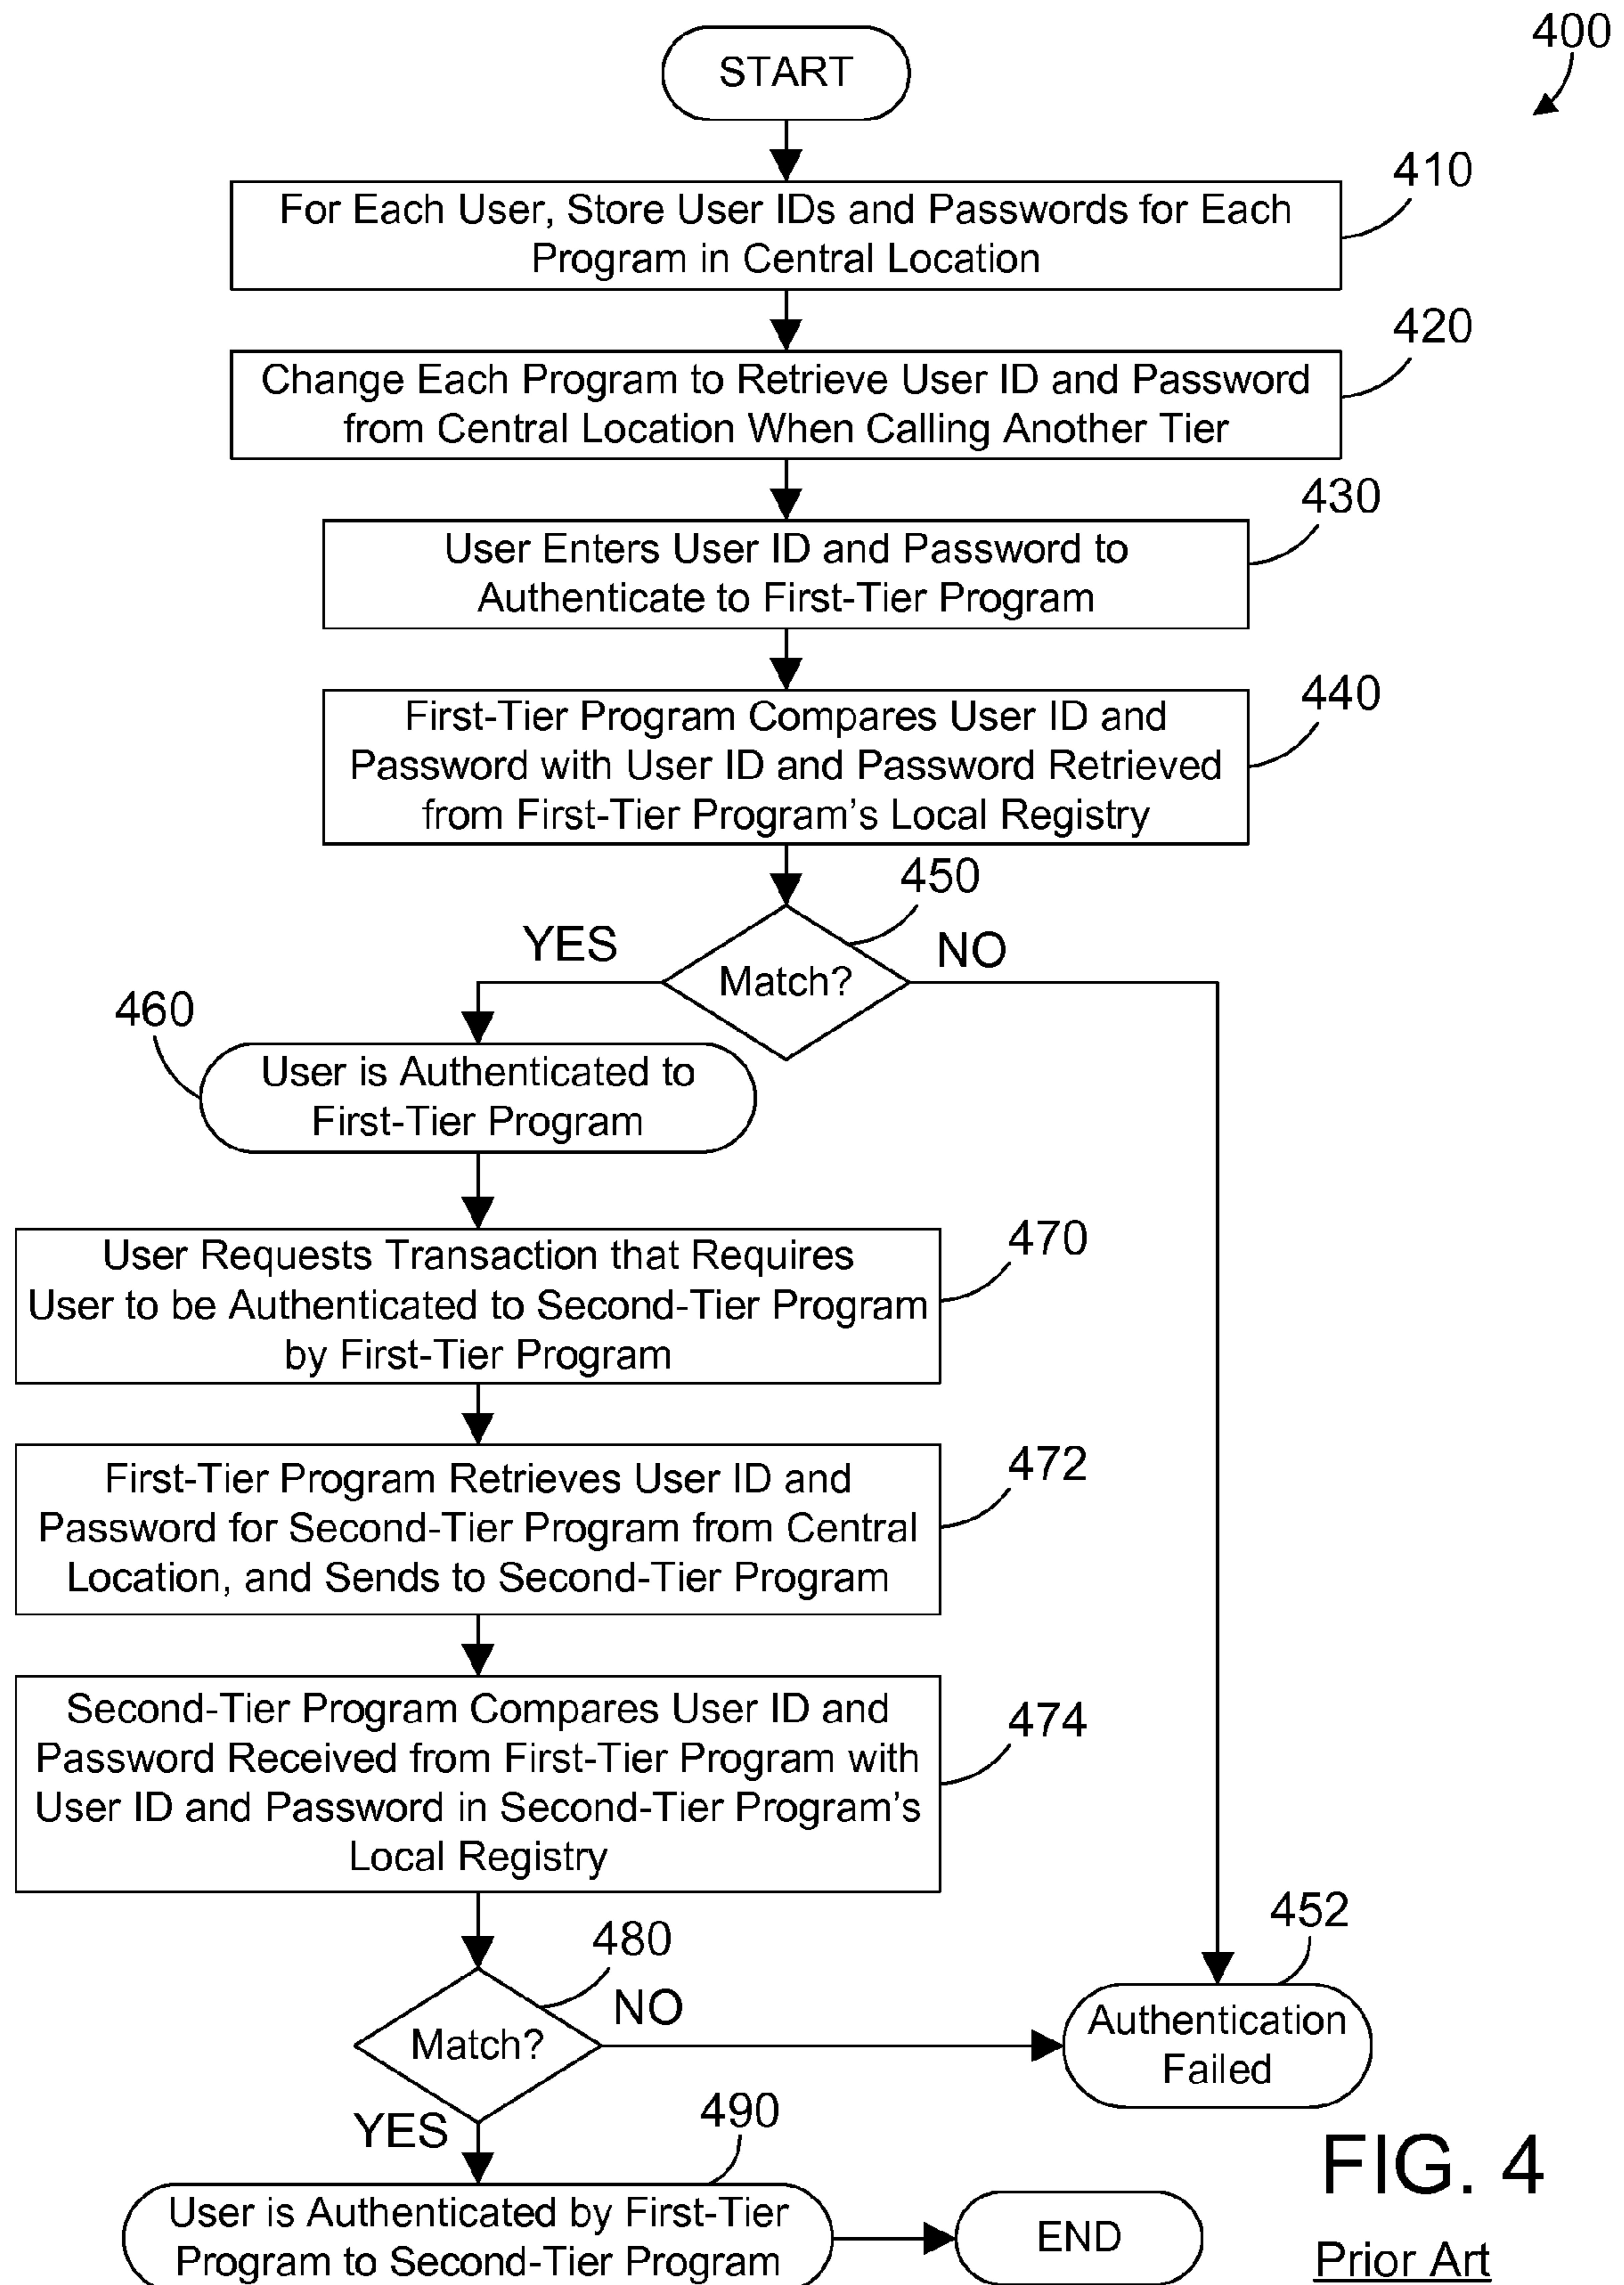 400
START
410
For Each User, Store User IDs and Passwords for Each
Program in Central Location
420
Change Each Program to Retrieve User ID and Password
from Central Location When Calling Another Tier
430
User Enters User ID and Password to
Authenticate to First-Tier Program
440
First-Tier Program Compares User ID and
Password with User ID and Password Retrieved
from First-Tier Program's Local Registry
450
YES
NO
Match?
460
User is Authenticated to
First-Tier Program
470
User Requests Transaction that Requires
User to be Authenticated to Second-Tier Program
by First-Tier Program
472
First-Tier Program Retrieves User ID and
Password for Second-Tier Program from Central
Location, and Sends to Second-Tier Program
474
Second-Tier Program Compares User ID and
Password Received from First-Tier Program with
User ID and Password in Second-Tier Program's
Local Registry
452
480
NO
Match?
Authentication
Failed
YES
490
User is Authenticated by First-Tier
Program to Second-Tier Program
END
FIG. 4
Prior Art